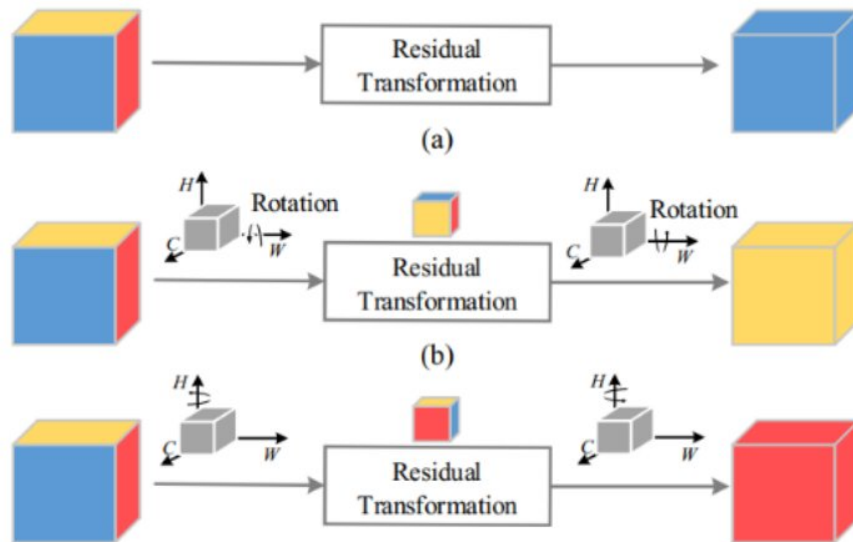 Residual
Transformation
(a)
H
Rotation
C
W
Residual
Transformation
H
Rotation
C
W
(b)
H
C
W
Residual
Transformation
H
C
W